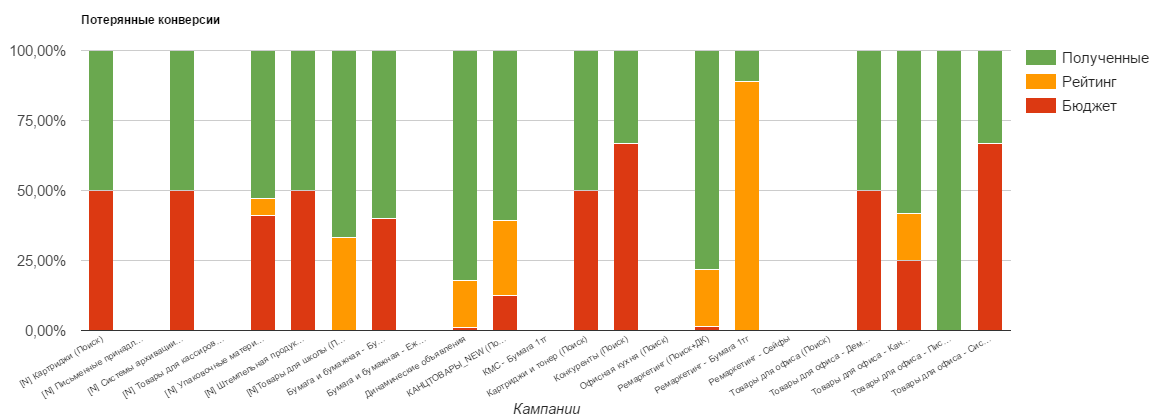 Потерянные конверсии
100,00%
75,00%
50,00%
25,00%
0,00%
Полученные
Рейтинг
Бюджет
[N] Картриджи (Поиск)
[N] Письменные принадл…
[N] Системы архивации…
[N] Товары для кассиров…
[N] Упаковочные матери…
[N] Штемпельная продук…
[N]Товары для школы (П…
Бумага и бумажная - Бу…
Бумага и бумажная - Еж…
Динамические объявления
КАНЦТОВАРЫ_NEW (По…
КМС - Бумага 1тг
Картриджи и тонер (Поиск)
Конкуренты (Поиск)
Офисная кухня (Поиск)
Ремаркетинг (Поиск+ДК)
Ремаркетинг - Бумага 1тг
Ремаркетинг - Сейфы
Товары для офиса (Поиск)
Товары для офиса - Дем…
Товары для офиса - Кан…
Товары для офиса - Пис…
Товары для офиса - Сис…
Кампании